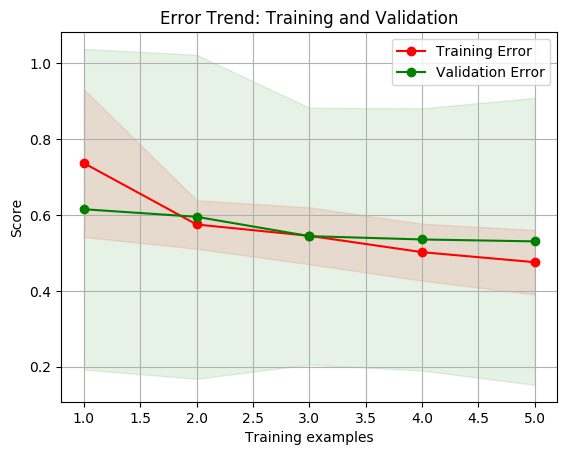 Error Trend: Training and Validation
Training Error
Validation Error
Score
1.0
0.8
0.6
0.4
0.2
1.0 1.5 2.0 2.5 3.0 3.5 4.0 4.5 5.0
Training examples